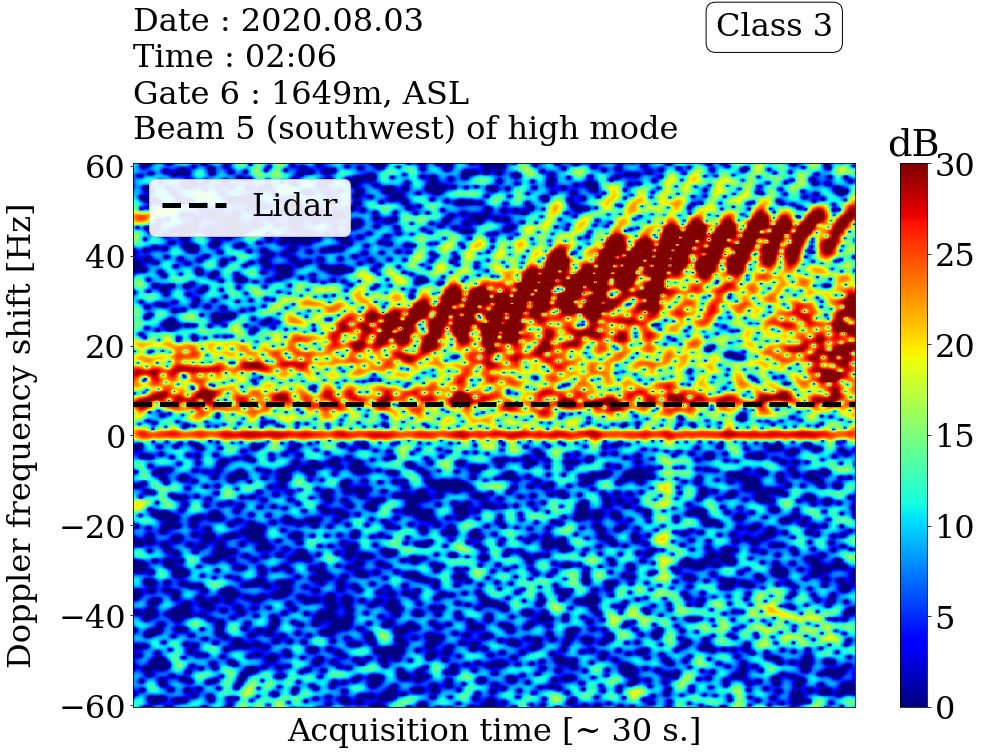 Date : 2020.08.03
Time : 02:06
Gate 6 : 1649m, ASL
Beam 5 (southwest) of high mode
Class 3
dB
Lidar
Doppler frequency shift [Hz]
60
40
20
0
−20
−40
−60
30
25
20
15
10
5
0
Acquisition time [~ 30 s.]